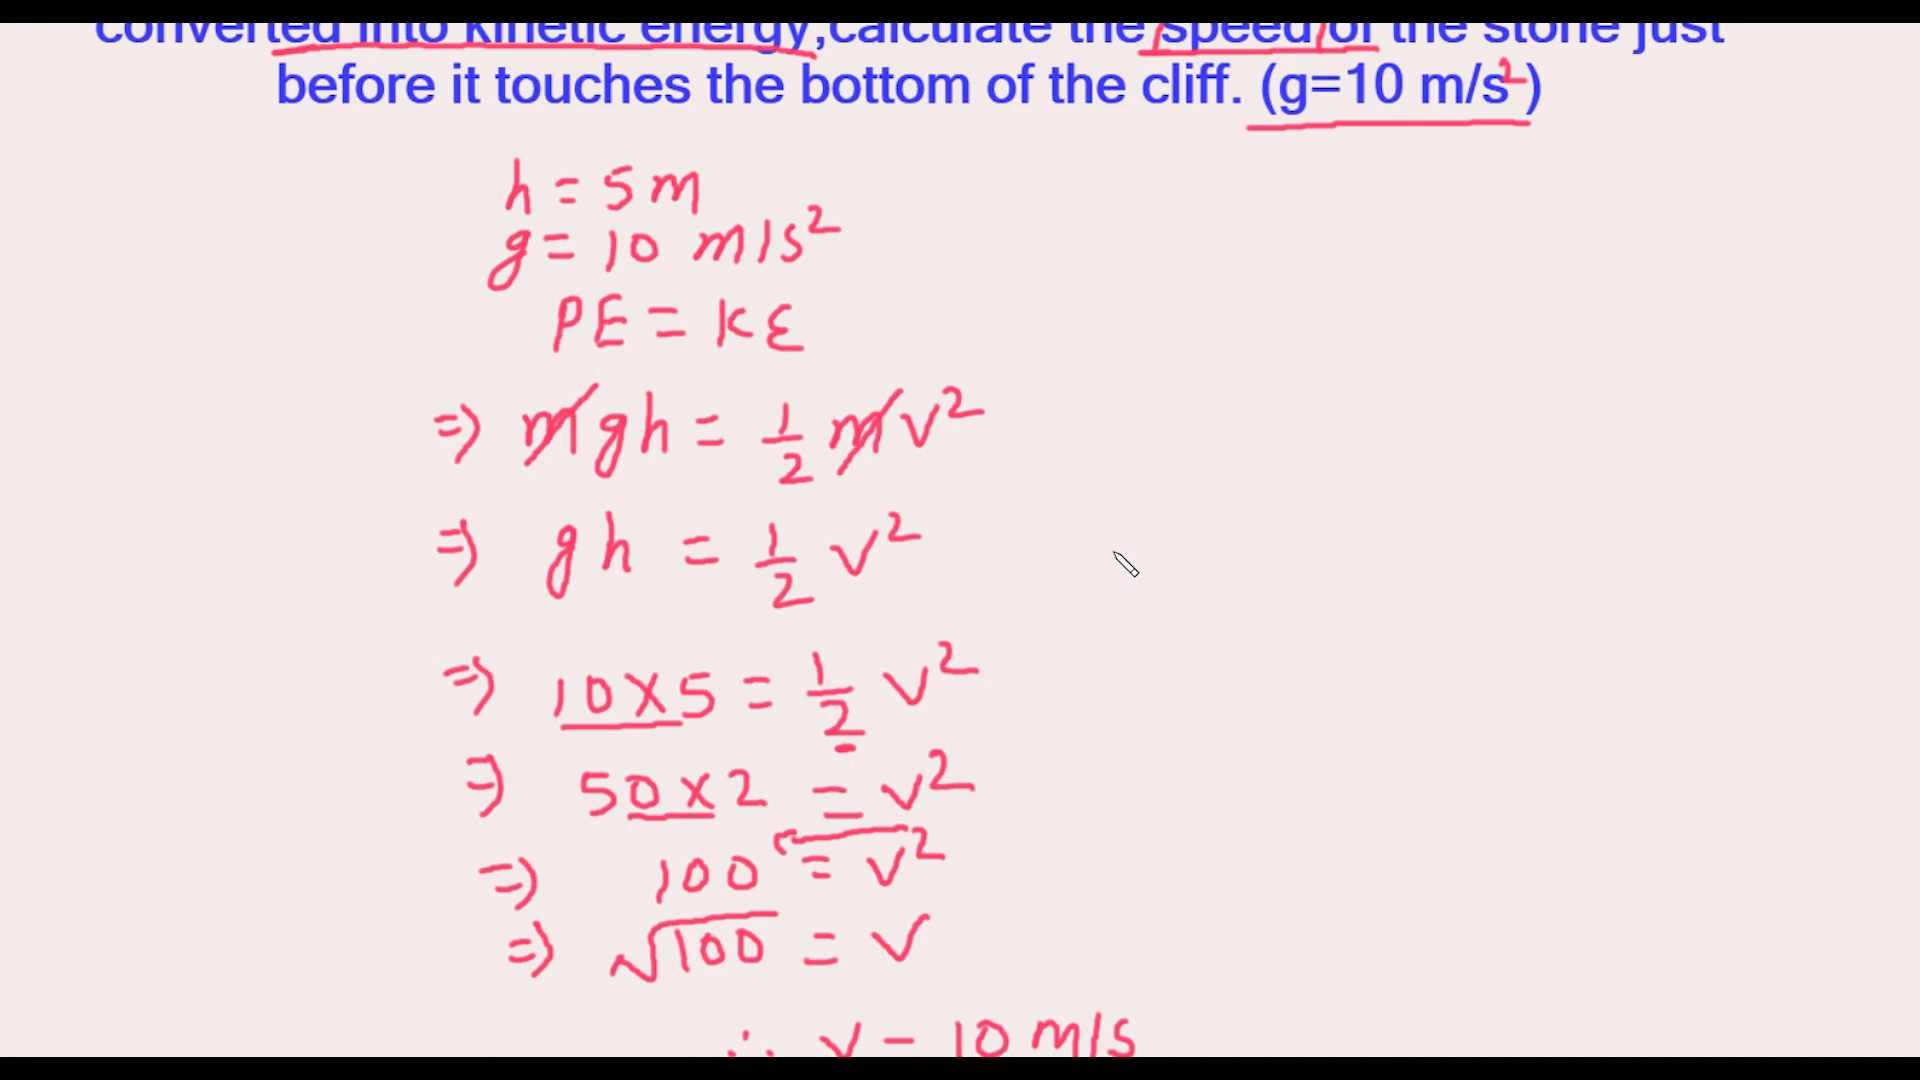 converted into kinetic energy,calculate the speed of the stone just
before it touches the bottom of the cliff. (g=10 m/s²)
h = 5 m
g = 10 m/s²
PE = KE
⇒ mgh = 1/2 mv²
⇒ gh = 1/2 v²
⇒ 10×5 = 1/2 v²
⇒ 50×2 = v²
⇒ 100 = v²
⇒ √100 = v
∴ v = 10 m/s